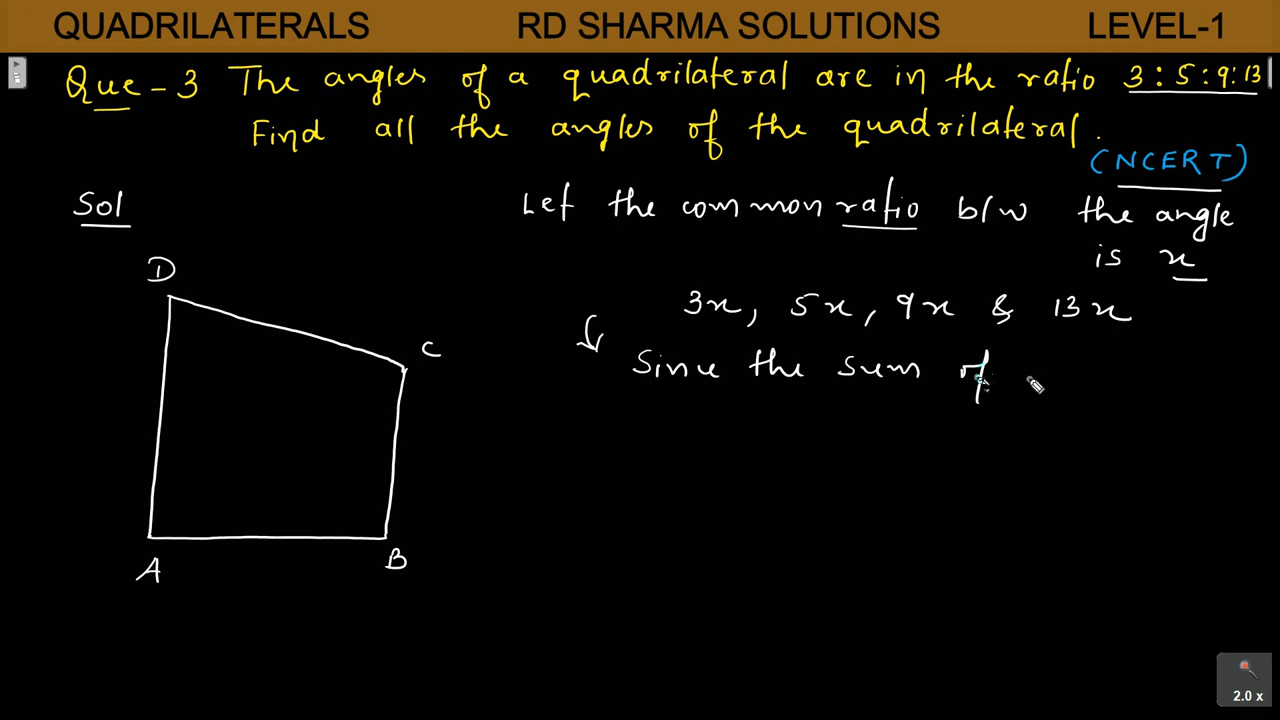 QUADRILATERALS RD SHARMA SOLUTIONS LEVEL-1
Que - 3 The angles of a quadrilateral are in the ratio 3 : 5 : 9 : 13
Find all the angles of the quadrilateral.
(NCERT)
Sol
Let the common ratio b/w the angle
is x
D
3x, 5x, 9x & 13x
C
Since the sum of
A
B
2.0 x